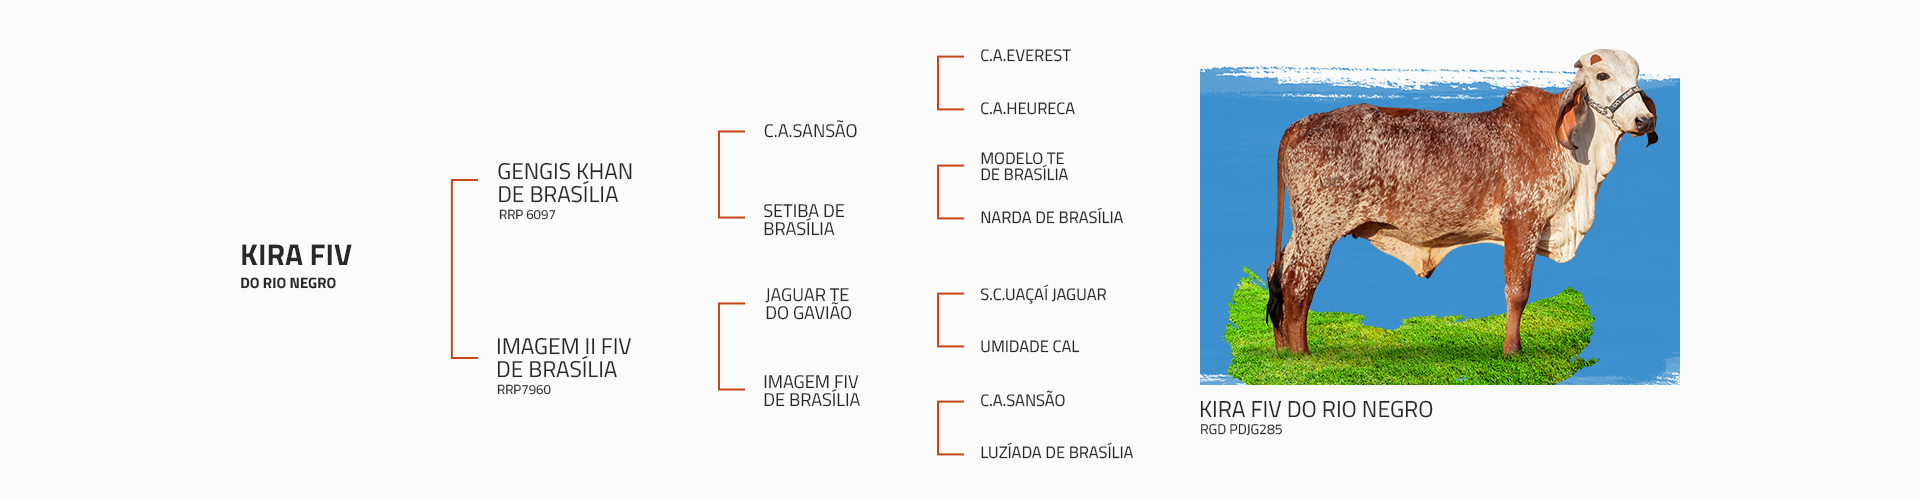 KIRA FIV
DO RIO NEGRO
GENGIS KHAN
DE BRASÍLIA
RRP 6097
IMAGEM II FIV
DE BRASÍLIA
RRP7960
C.A.SANSÃO
SETIBA DE
BRASÍLIA
JAGUAR TE
DO GAVIÃO
IMAGEM FIV
DE BRASÍLIA
C.A.EVEREST
C.A.HEURECA
MODELO TE
DE BRASÍLIA
NARDA DE BRASÍLIA
S.C.UAÇAÍ JAGUAR
UMIDADE CAL
C.A.SANSÃO
LUZÍADA DE BRASÍLIA
KIRA FIV DO RIO NEGRO
RGD PDJG285